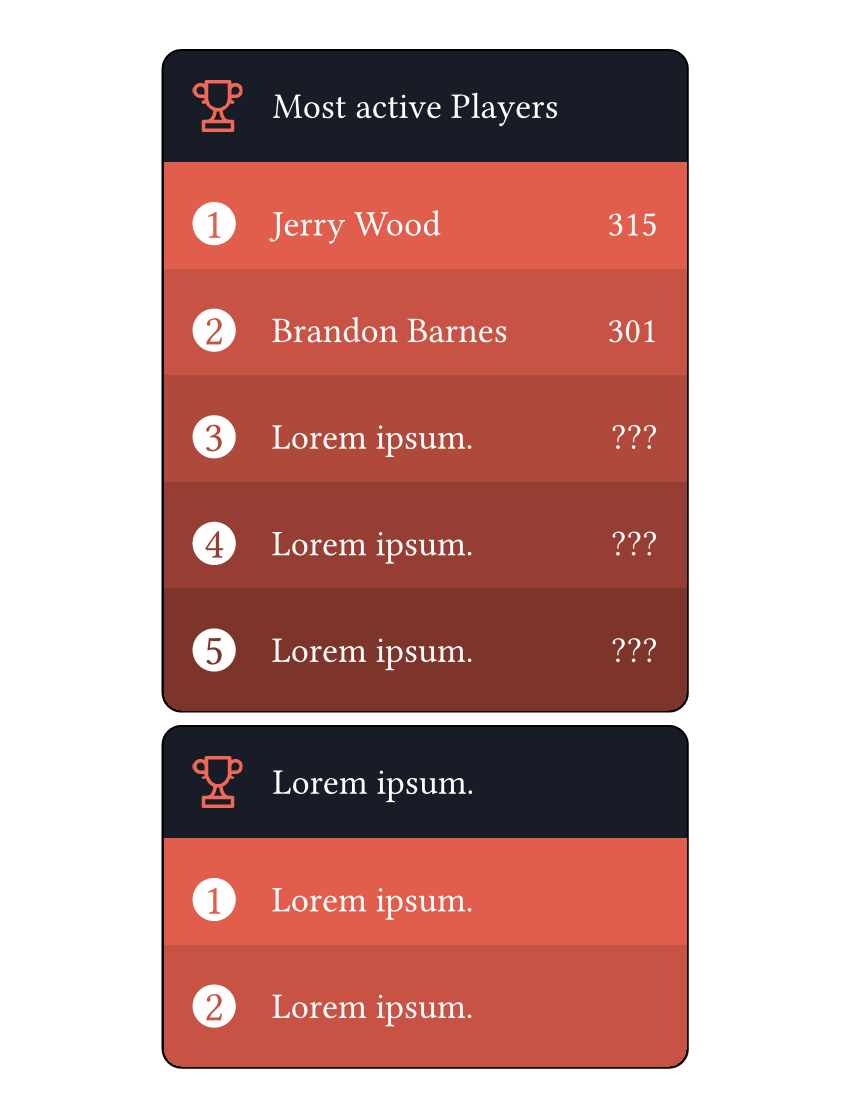 Most active Players
1 Jerry Wood 315
2 Brandon Barnes 301
3 Lorem ipsum. ???
4 Lorem ipsum. ???
5 Lorem ipsum. ???
Lorem ipsum.
1 Lorem ipsum.
2 Lorem ipsum.